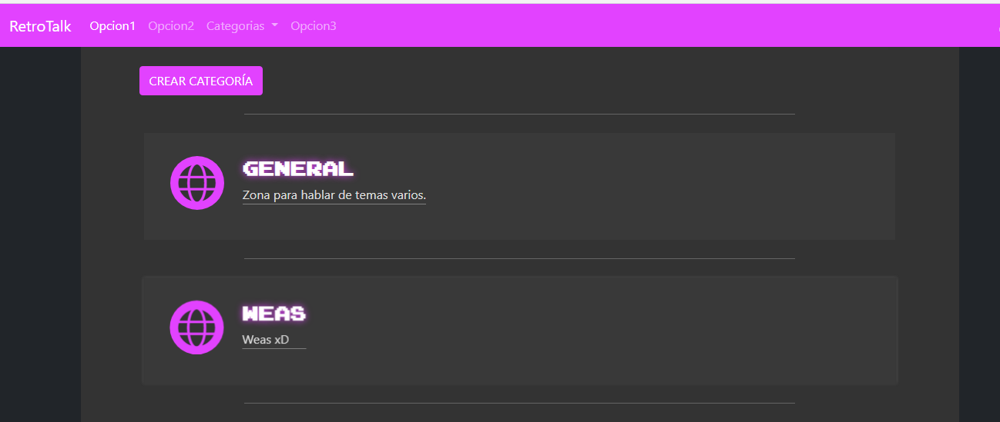 RetroTalk Opcion1 Opcion2 Categorias Opcion3
CREAR CATEGORÍA
GENERAL
Zona para hablar de temas varios.
WEAS
Weas xD